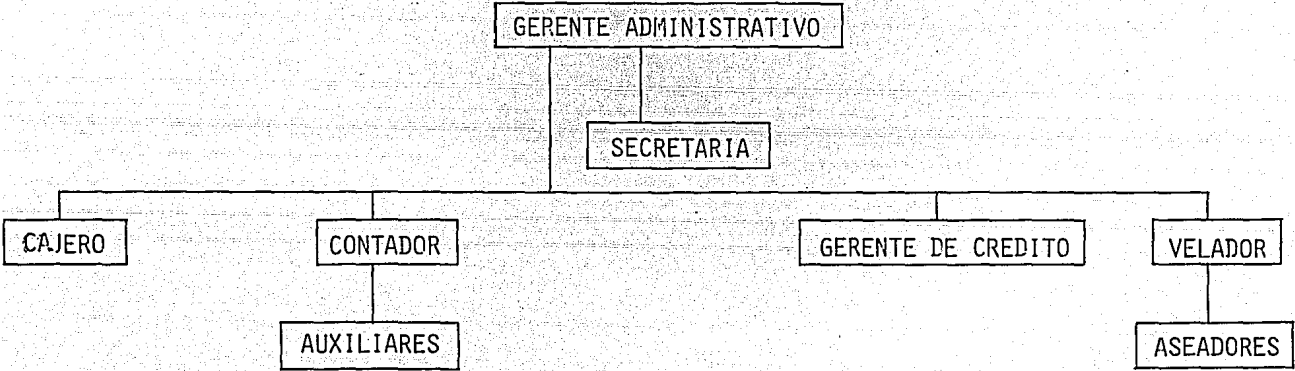 GERENTE ADMINISTRATIVO
SECRETARIA
CAJERO
CONTADOR
GERENTE DE CREDITO
VELADOR
AUXILIARES
ASEADORES